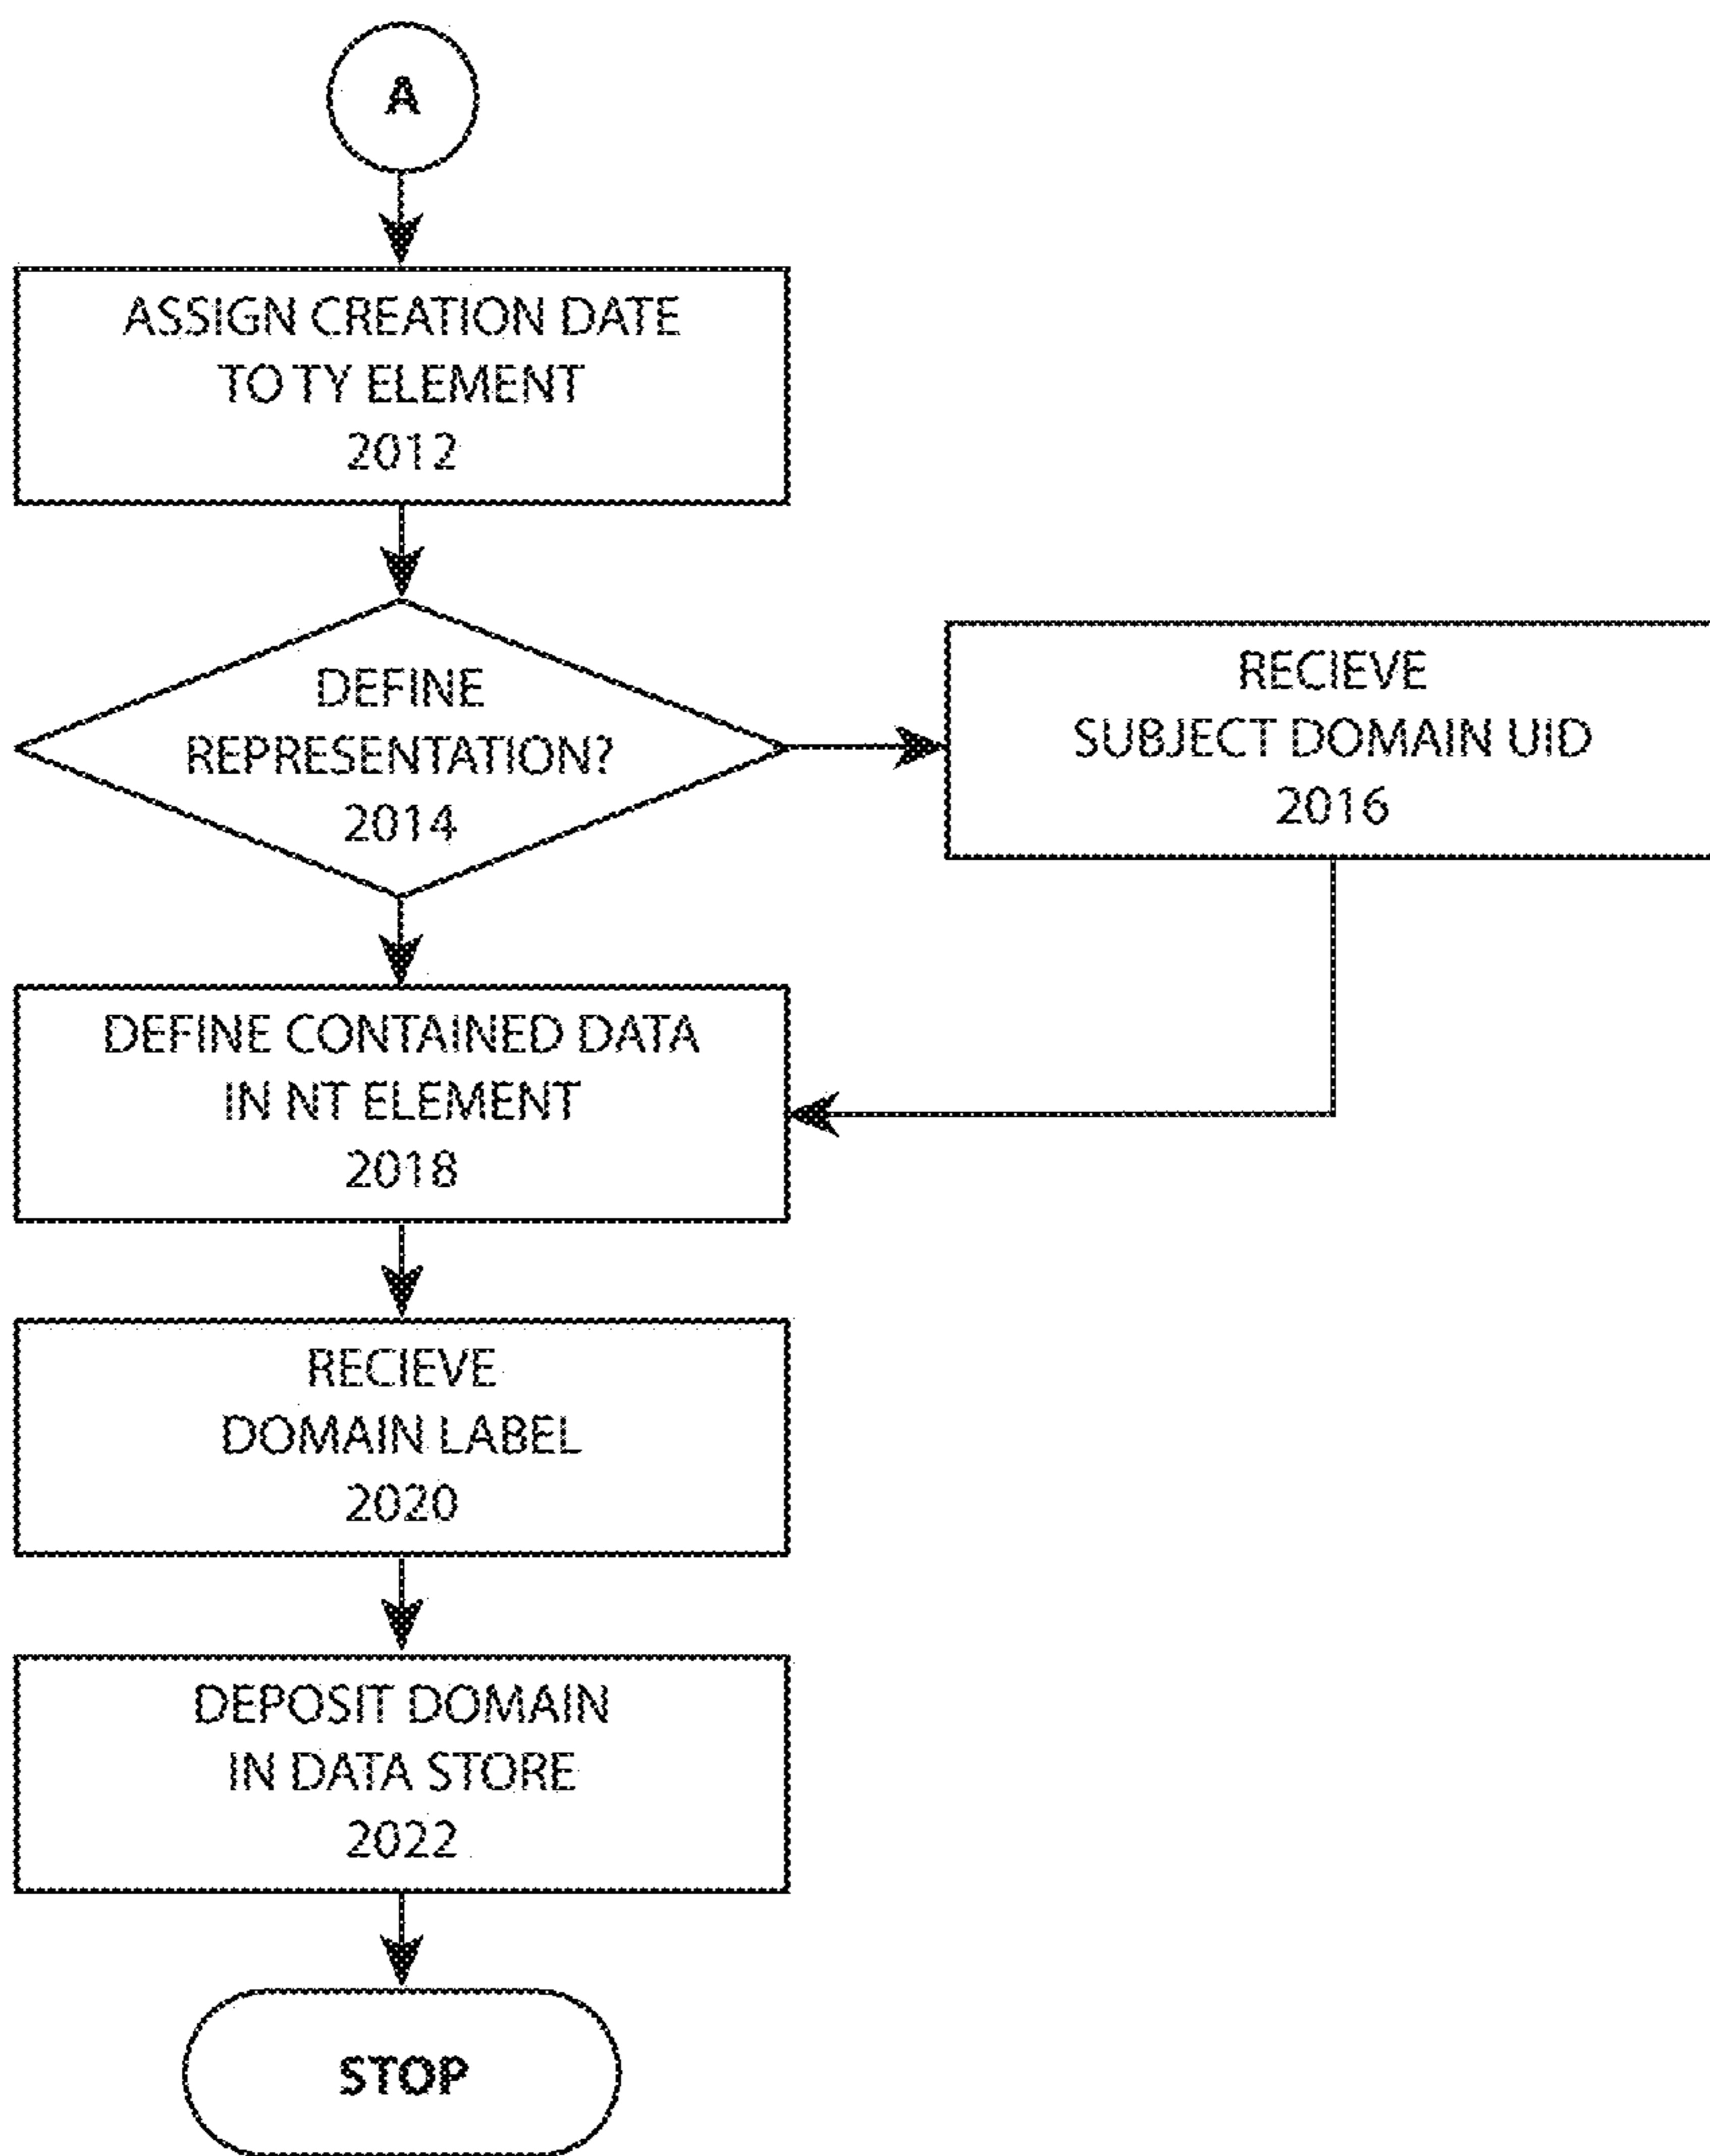 A
ASSIGN CREATION DATE
TO TY ELEMENT
2012
DEFINE
REPRESENTATION?
2014
RECIEVE
SUBJECT DOMAIN UID
2016
DEFINE CONTAINED DATA
IN NT ELEMENT
2018
RECIEVE
DOMAIN LABEL
2020
DEPOSIT DOMAIN
IN DATA STORE
2022
STOP